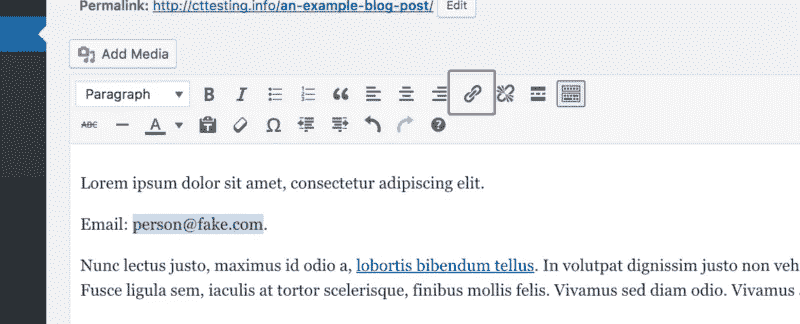 Permalink: http://cttesting.info/an-example-blog-post/ Edit
Add Media
Paragraph B I
ABC A Ω ?
Lorem ipsum dolor sit amet, consectetur adipiscing elit.
Email: person@fake.com.
Nunc lectus justo, maximus id odio a, lobortis bibendum tellus. In volutpat dignissim justo non veh
Fusce ligula sem, iaculis at tortor scelerisque, finibus mollis felis. Vivamus sed diam odio. Vivamus